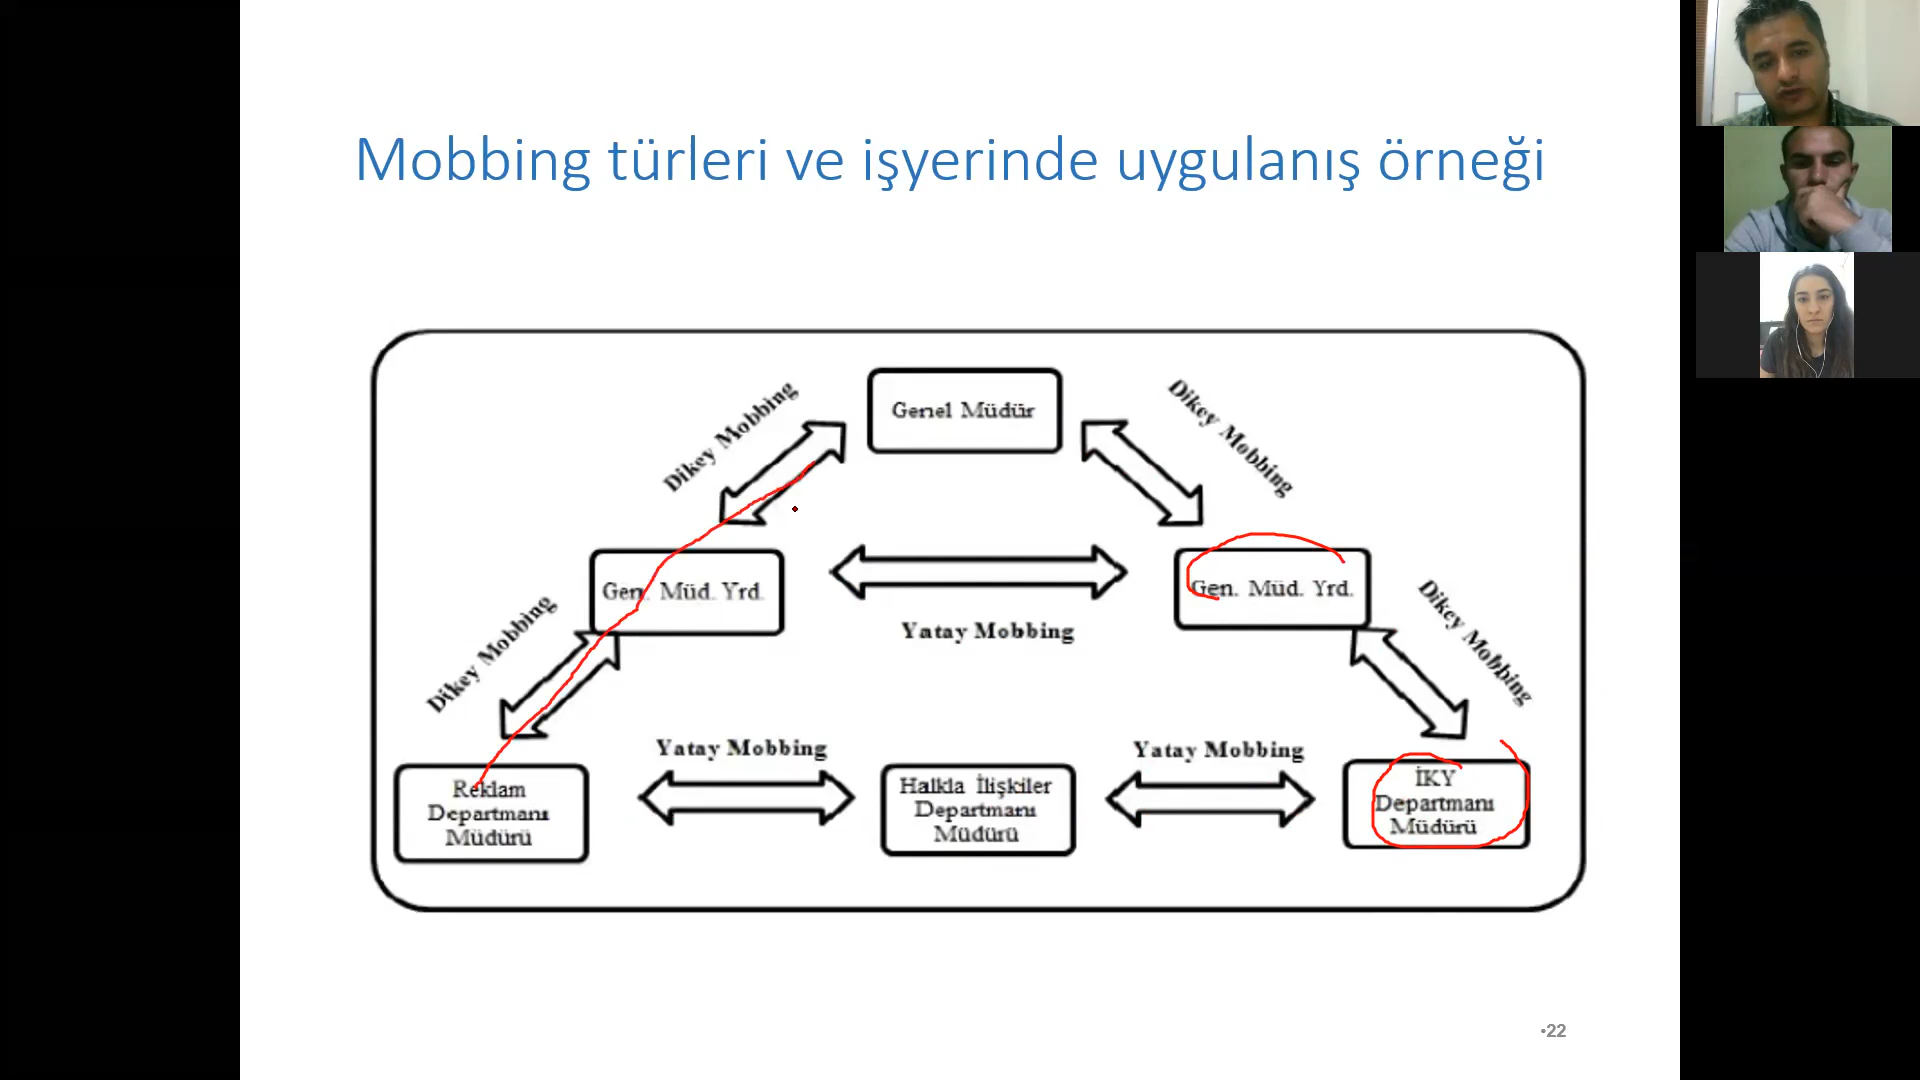 Mobbing türleri ve işyerinde uygulanış örneği
Genel Müdür
Dikey Mobbing
Dikey Mobbing
Gen. Müd. Yrd.
Gen. Müd. Yrd.
Yatay Mobbing
Dikey Mobbing
Dikey Mobbing
Yatay Mobbing
Yatay Mobbing
Reklam
Departmanı
Müdürü
Halkla İlişkiler
Departmanı
Müdürü
İKY
Departmanı
Müdürü
•22